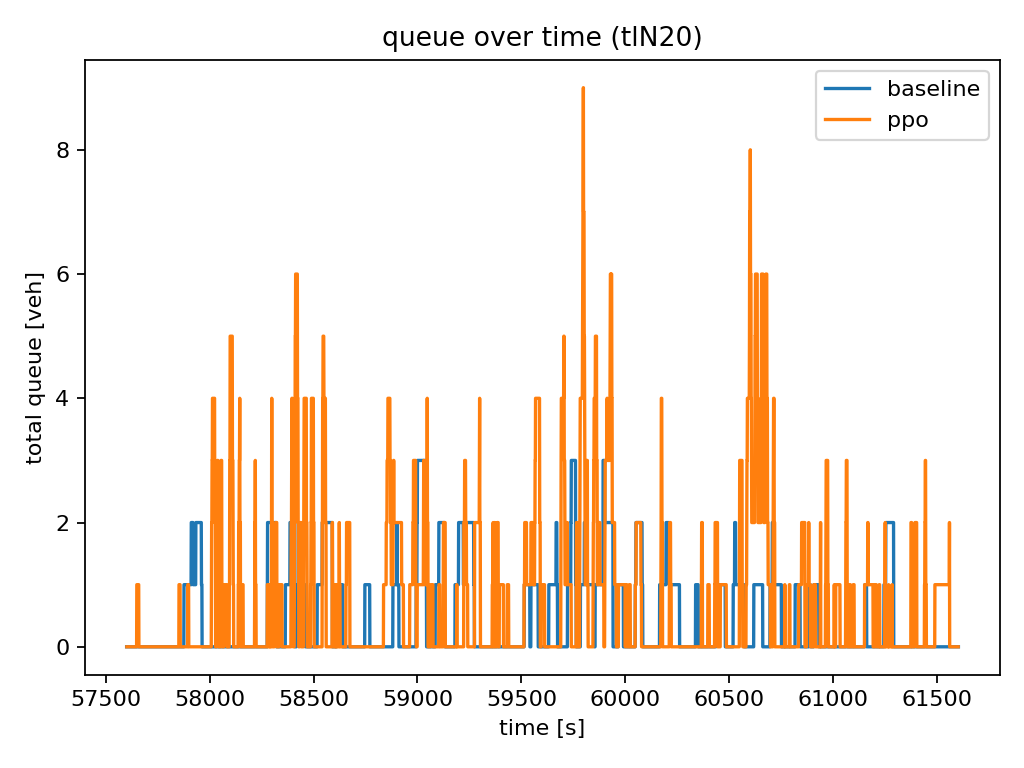 queue over time (tlN20)
baseline
ppo
total queue [veh]
8
6
4
2
0
57500 58000 58500 59000 59500 60000 60500 61000 61500
time [s]